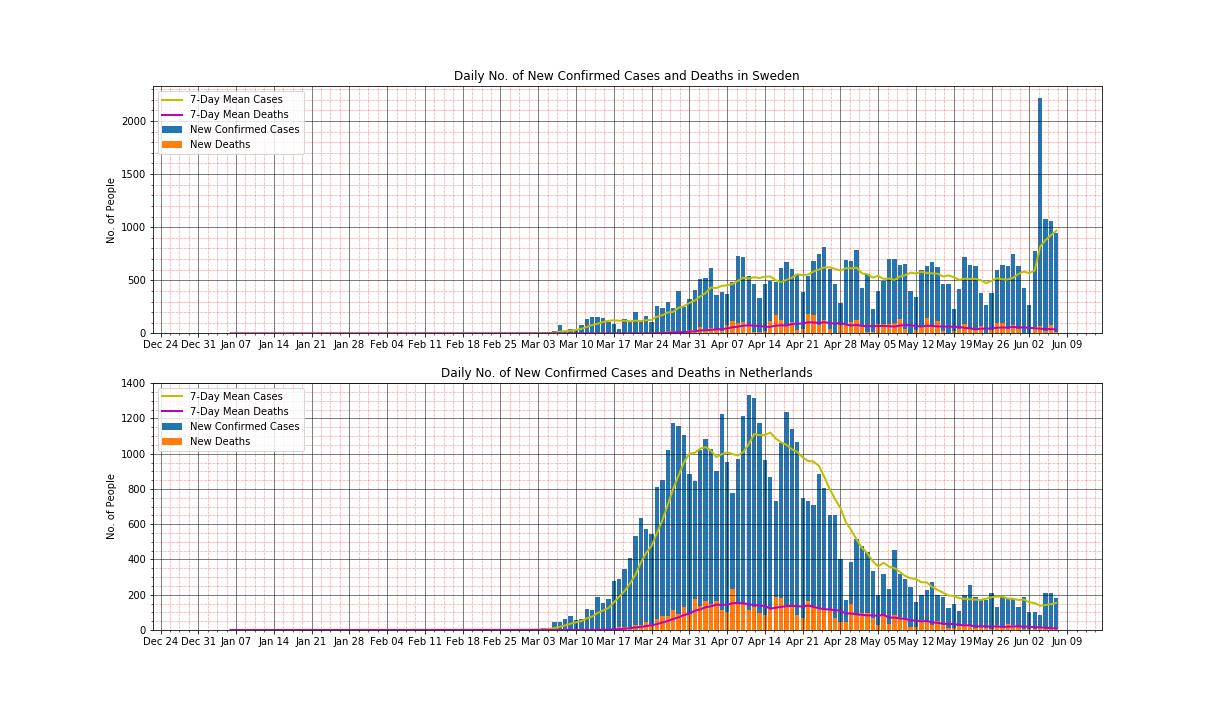 Daily No. of New Confirmed Cases and Deaths in Sweden
7-Day Mean Cases
7-Day Mean Deaths
New Confirmed Cases
New Deaths
No. of People
2000
1500
1000
500
0
Dec 24 Dec 31 Jan 07 Jan 14 Jan 21 Jan 28 Feb 04 Feb 11 Feb 18 Feb 25 Mar 03 Mar 10 Mar 17 Mar 24 Mar 31 Apr 07 Apr 14 Apr 21 Apr 28 May 05 May 12 May 19 May 26 Jun 02 Jun 09
Daily No. of New Confirmed Cases and Deaths in Netherlands
7-Day Mean Cases
7-Day Mean Deaths
New Confirmed Cases
New Deaths
No. of People
1400
1200
1000
800
600
400
200
0
Dec 24 Dec 31 Jan 07 Jan 14 Jan 21 Jan 28 Feb 04 Feb 11 Feb 18 Feb 25 Mar 03 Mar 10 Mar 17 Mar 24 Mar 31 Apr 07 Apr 14 Apr 21 Apr 28 May 05 May 12 May 19 May 26 Jun 02 Jun 09